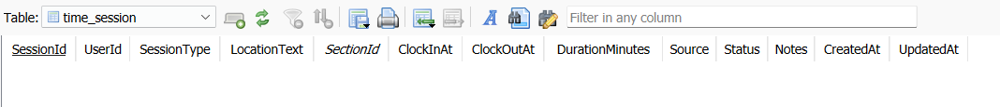 Table: time_session Filter in any column
SessionId UserId SessionType LocationText SectionId ClockInAt ClockOutAt DurationMinutes Source Status Notes CreatedAt UpdatedAt